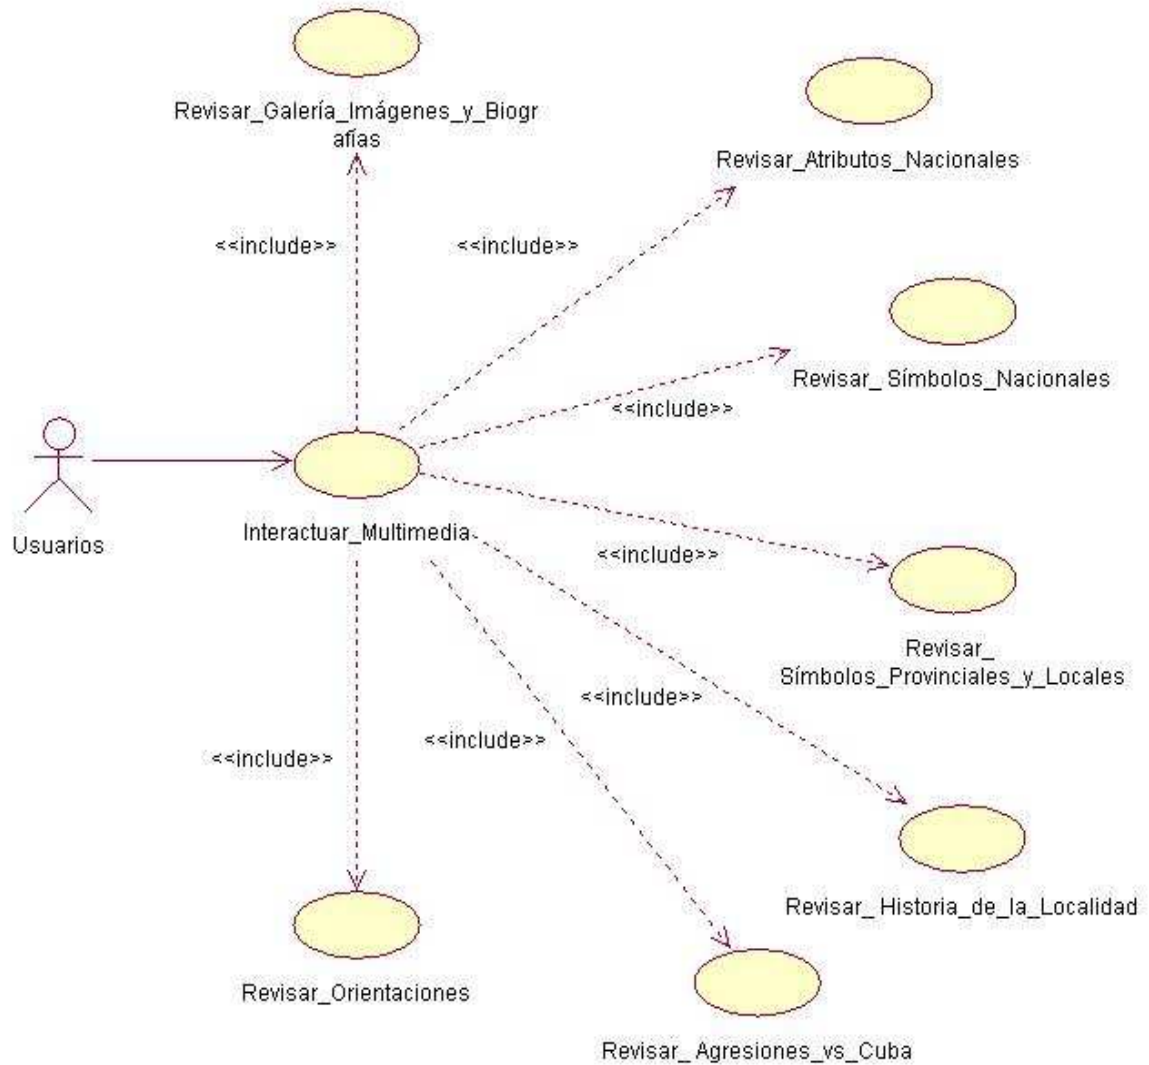 Revisar_Galería_Imágenes_y_Biogr
afías
Revisar_Atributos_Nacionales
<<include>>
<<include>>
Revisar_ Símbolos_Nacionales
<<include>>
Usuarios
Interactuar_Multimedia
<<include>>
Revisar_
Símbolos_Provinciales_y_Locales
<<include>>
<<include>>
<<include>>
Revisar_ Historia_de_la_Localidad
Revisar_Orientaciones
Revisar_ Agresiones_vs_Cuba